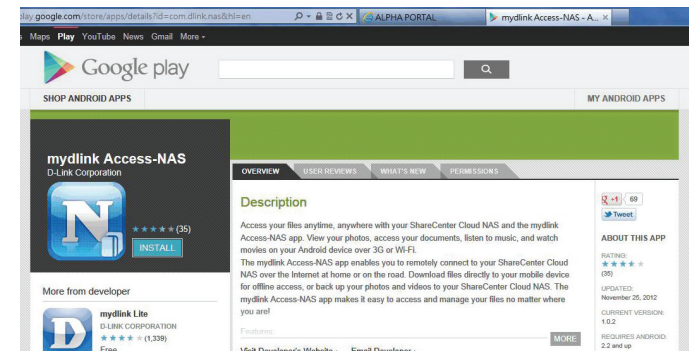 play.google.com/store/apps/details?id=com.dlink.nas&hl=en
ALPHA PORTAL
mydlink Access-NAS - A...
s Maps Play YouTube News Gmail More
Google play
SHOP ANDROID APPS
MY ANDROID APPS
mydlink Access-NAS
D-Link Corporation
(35)
INSTALL
More from developer
mydlink Lite
D-LINK CORPORATION
(1,339)
Free
OVERVIEW USER REVIEWS WHAT'S NEW PERMISSIONS
Description
Access your files anytime, anywhere with your ShareCenter Cloud NAS and the mydlink
Access-NAS app. View your photos, access your documents, listen to music, and watch
movies on your Android device over 3G or Wi-Fi.
The mydlink Access-NAS app enables you to remotely connect to your ShareCenter Cloud
NAS over the Internet at home or on the road. Download files directly to your mobile device
for offline access, or back up your photos and videos to your ShareCenter Cloud NAS. The
mydlink Access-NAS app makes it easy to access and manage your files no matter where
you are!
Features:
MORE
Visit Developer's Website Email Developer
+1 69
Tweet
ABOUT THIS APP
RATING:
(35)
UPDATED:
November 26, 2012
CURRENT VERSION:
1.0.2
REQUIRES ANDROID:
2.2 and up